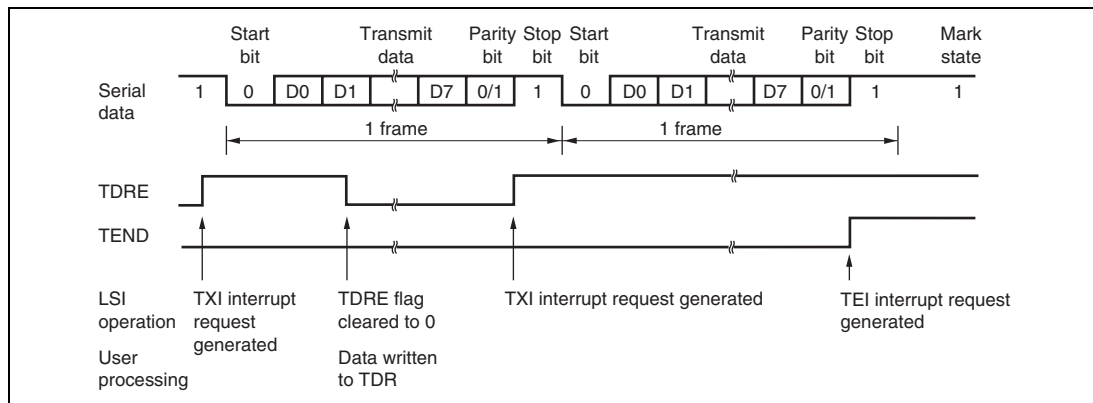 Start bit Transmit data Parity bit Stop bit Start bit Transmit data Parity bit Stop bit Mark state
Serial data 1 0 D0 D1 D7 0/1 1 0 D0 D1 D7 0/1 1 1
1 frame 1 frame
TDRE
TEND
LSI operation
TXI interrupt request generated
TDRE flag cleared to 0
TXI interrupt request generated
TEI interrupt request generated
User processing
Data written to TDR